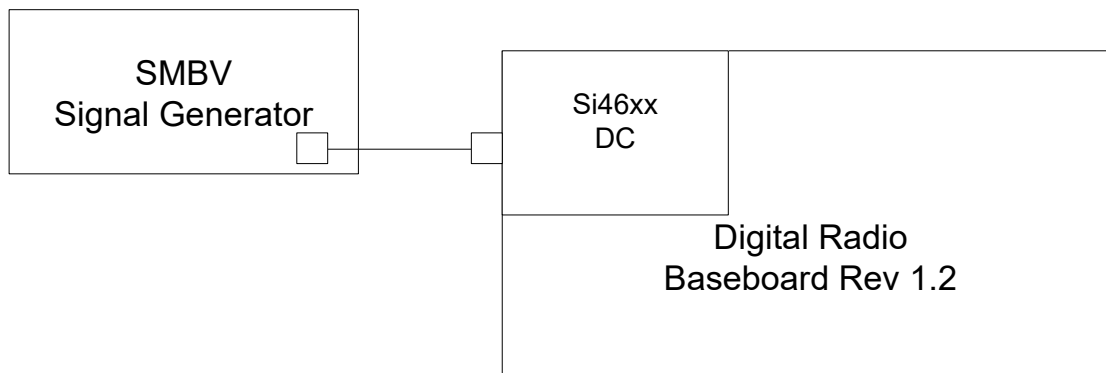 SMBV
Signal Generator
Si46xx
DC
Digital Radio
Baseboard Rev 1.2